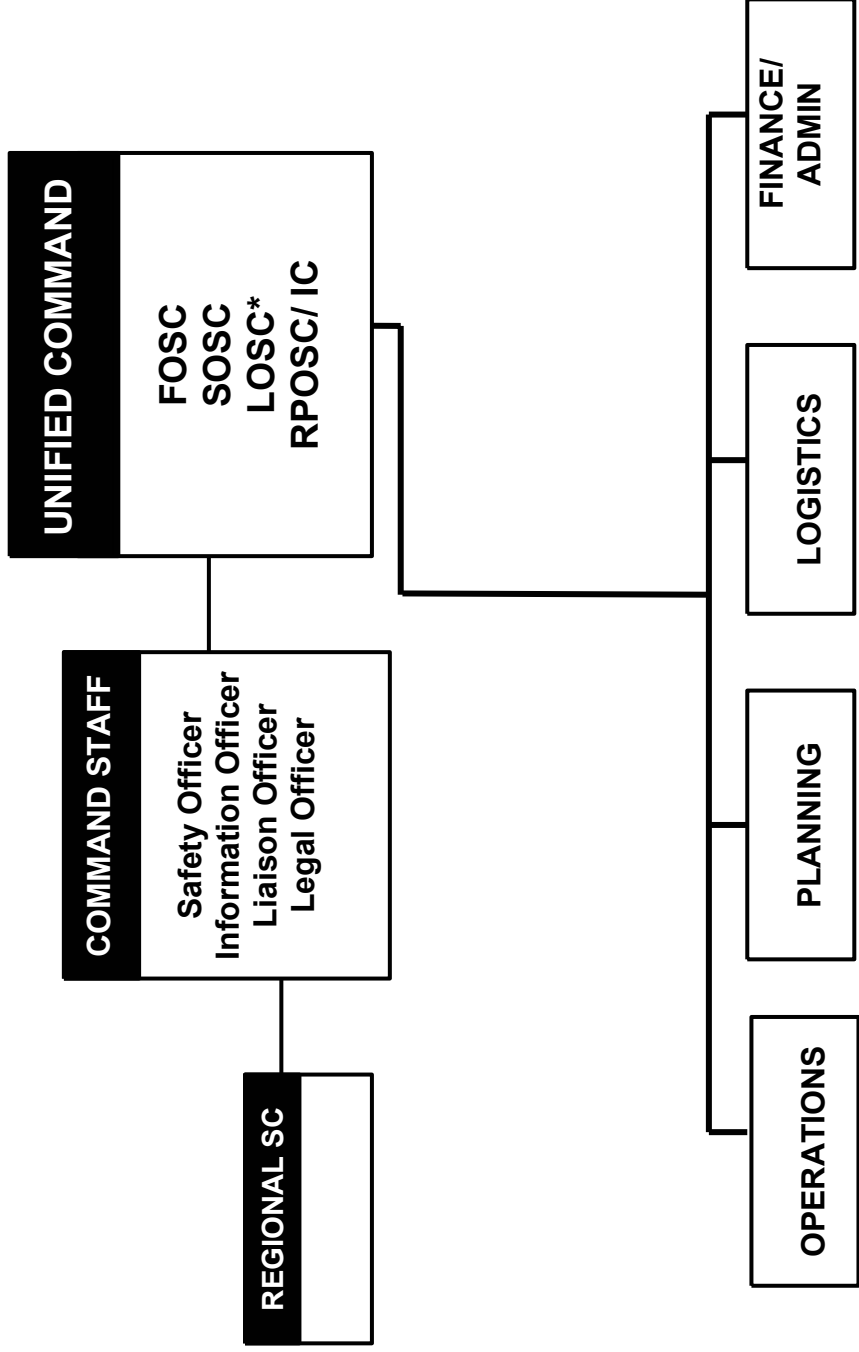 UNIFIED COMMAND
FOSC
SOSC
LOSC*
RPOSC/ IC
COMMAND STAFF
Safety Officer
Information Officer
Liaison Officer
Legal Officer
REGIONAL SC
OPERATIONS
PLANNING
LOGISTICS
FINANCE/
ADMIN